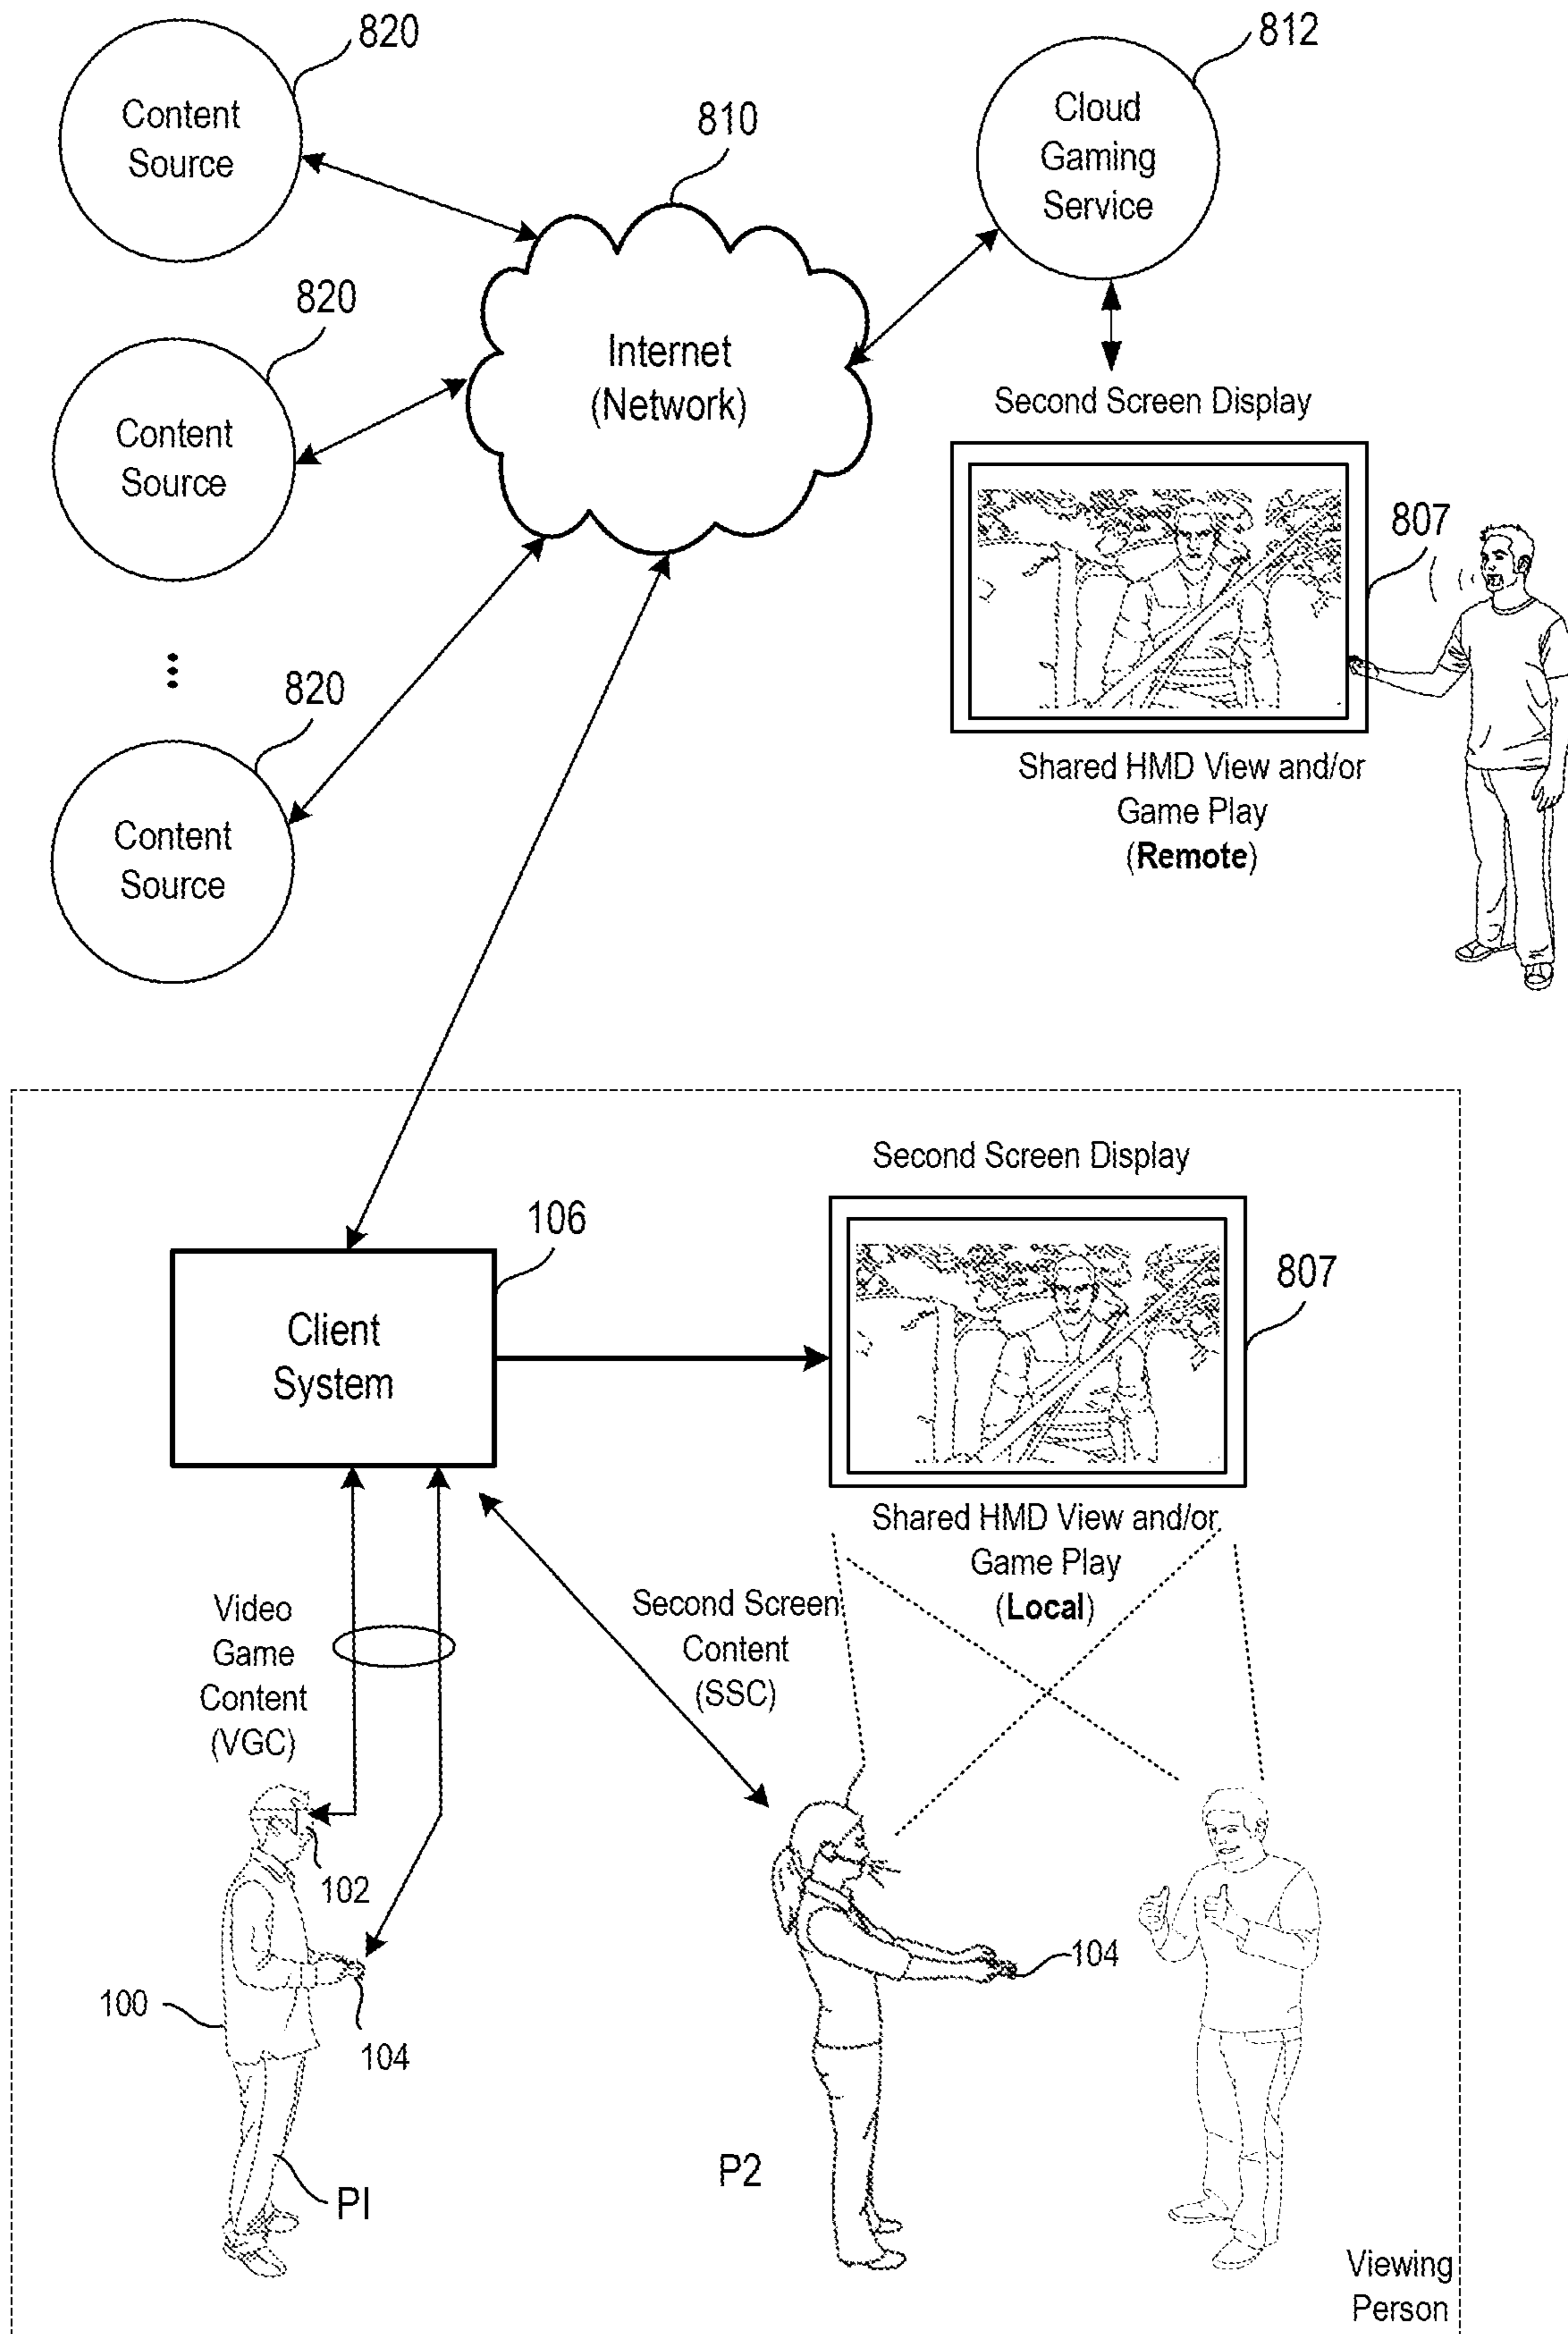 820
Content
Source
820
Content
Source
820
Content
Source
810
Internet
(Network)
812
Cloud
Gaming
Service
Second Screen Display
807
Shared HMD View and/or
Game Play
(Remote)
106
Client
System
Second Screen Display
807
Shared HMD View and/or
Game Play
(Local)
Video
Game
Content
(VGC)
Second Screen
Content
(SSC)
102
104
100
PI
104
P2
Viewing
Person